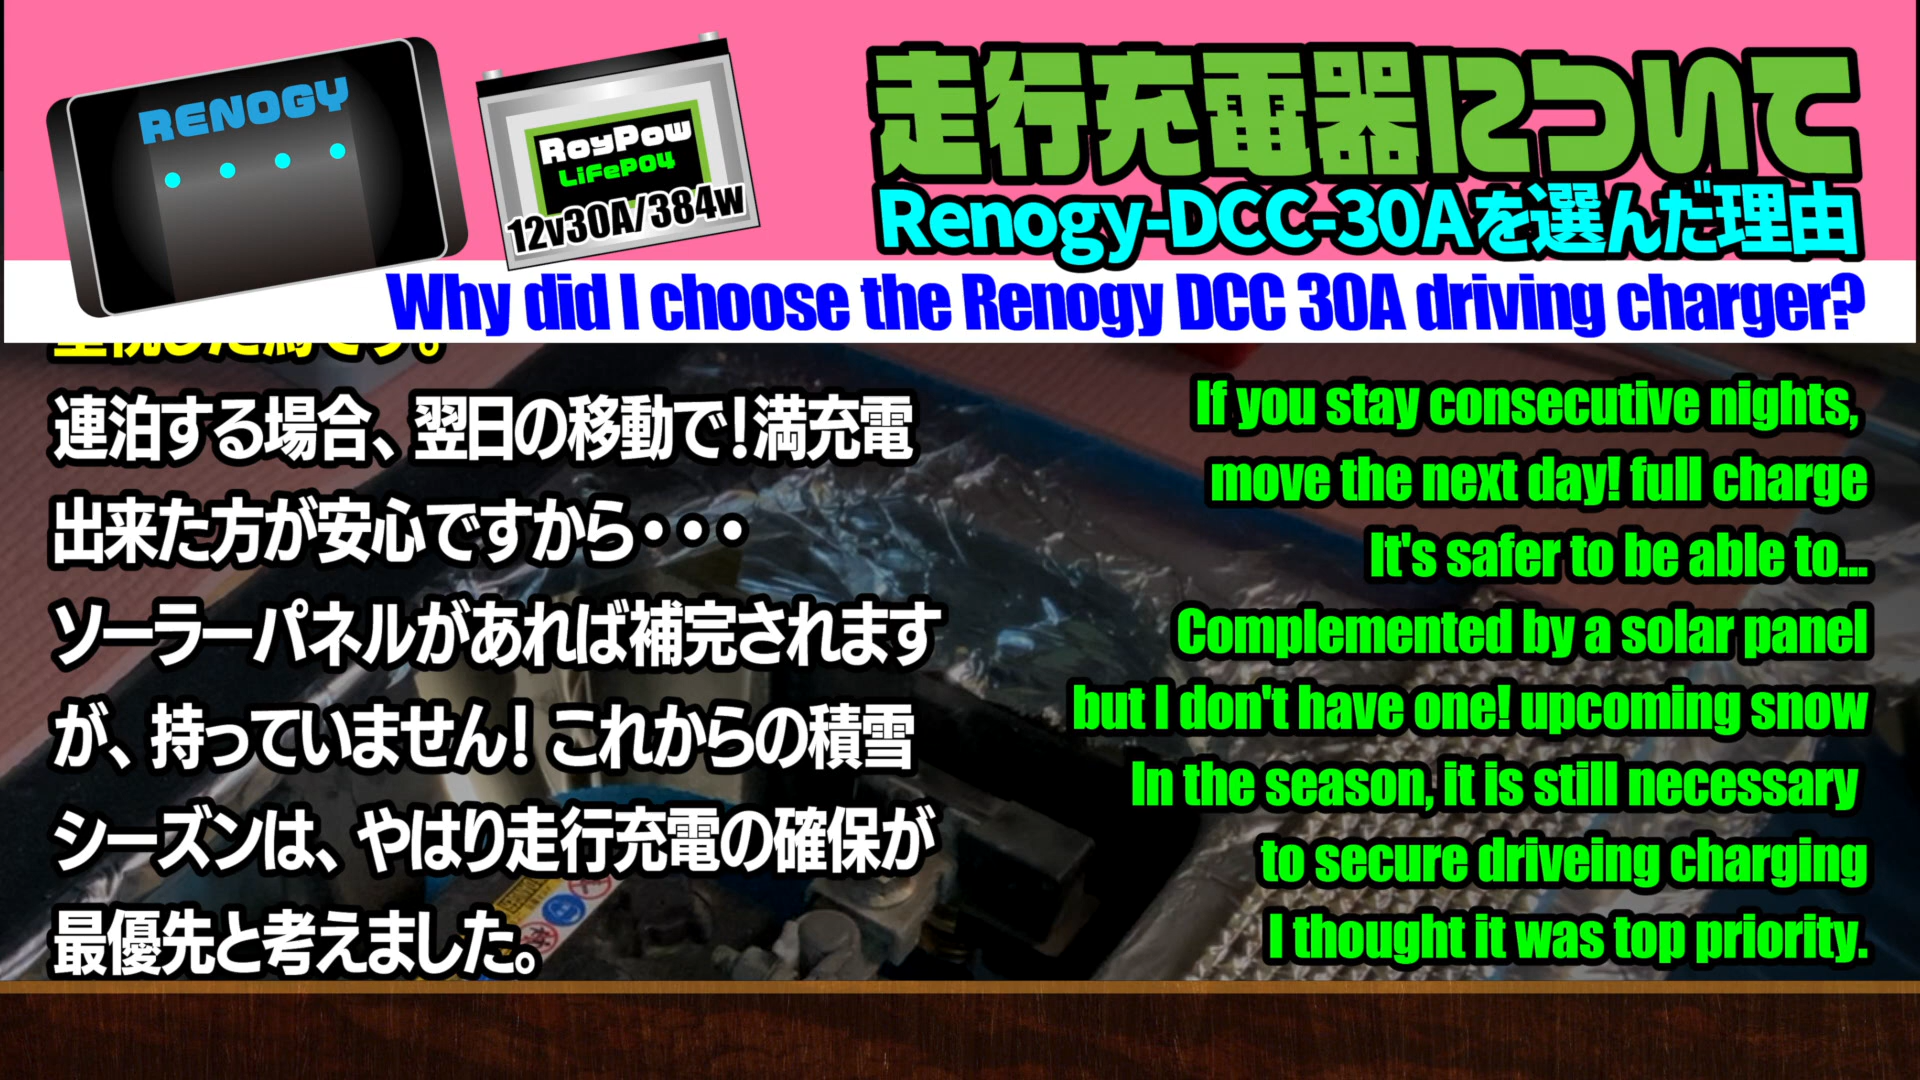 RENOGY
RoyPow
LiFePO4
12v30A/384w
走行充電器について
Renogy-DCC-30Aを選んだ理由
Why did I choose the Renogy DCC 30A driving charger?
重視した為です。
連泊する場合、翌日の移動で！満充電
出来た方が安心ですから・・・
ソーラーパネルがあれば補完されます
が、持っていません！これからの積雪
シーズンは、やはり走行充電の確保が
最優先と考えました。
If you stay consecutive nights,
move the next day! full charge
It's safer to be able to...
Complemented by a solar panel
but I don't have one! upcoming snow
In the season, it is still necessary
to secure driveing charging
I thought it was top priority.